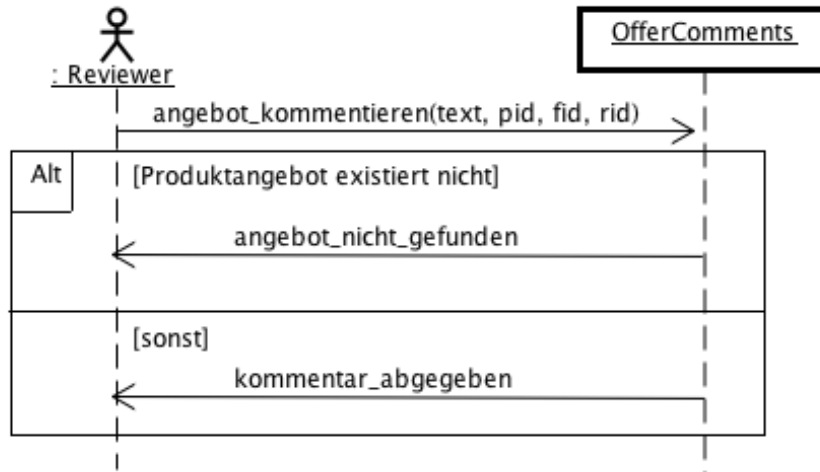 : Reviewer
OfferComments
angebot_kommentieren(text, pid, fid, rid)
Alt
[Produktangebot existiert nicht]
angebot_nicht_gefunden
[sonst]
kommentar_abgegeben